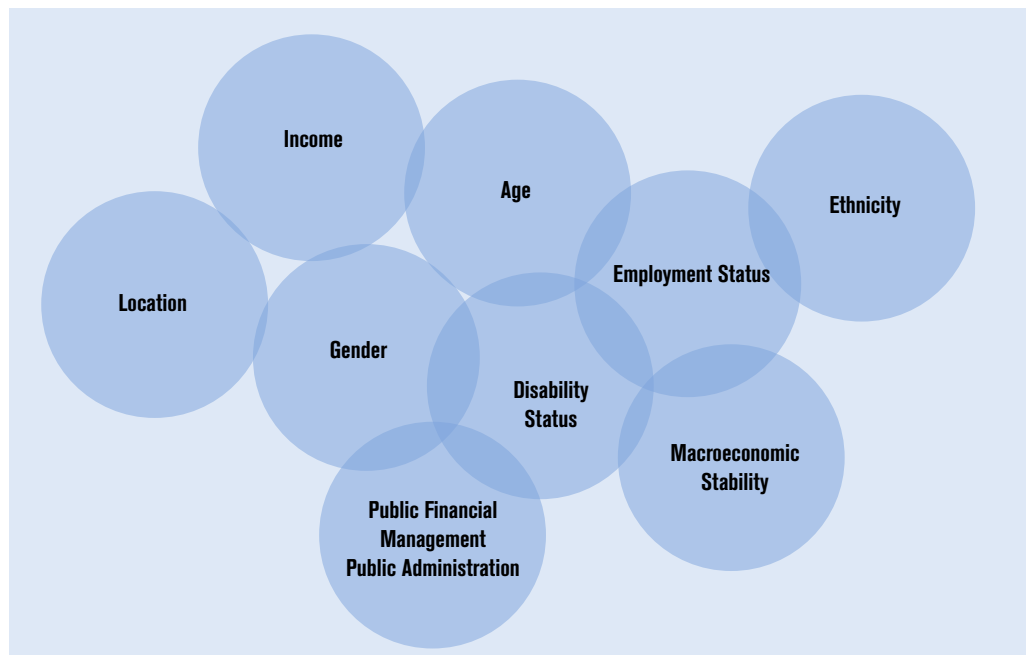 Income
Age
Ethnicity
Employment Status
Location
Gender
Disability
Status
Macroeconomic
Stability
Public Financial
Management
Public Administration